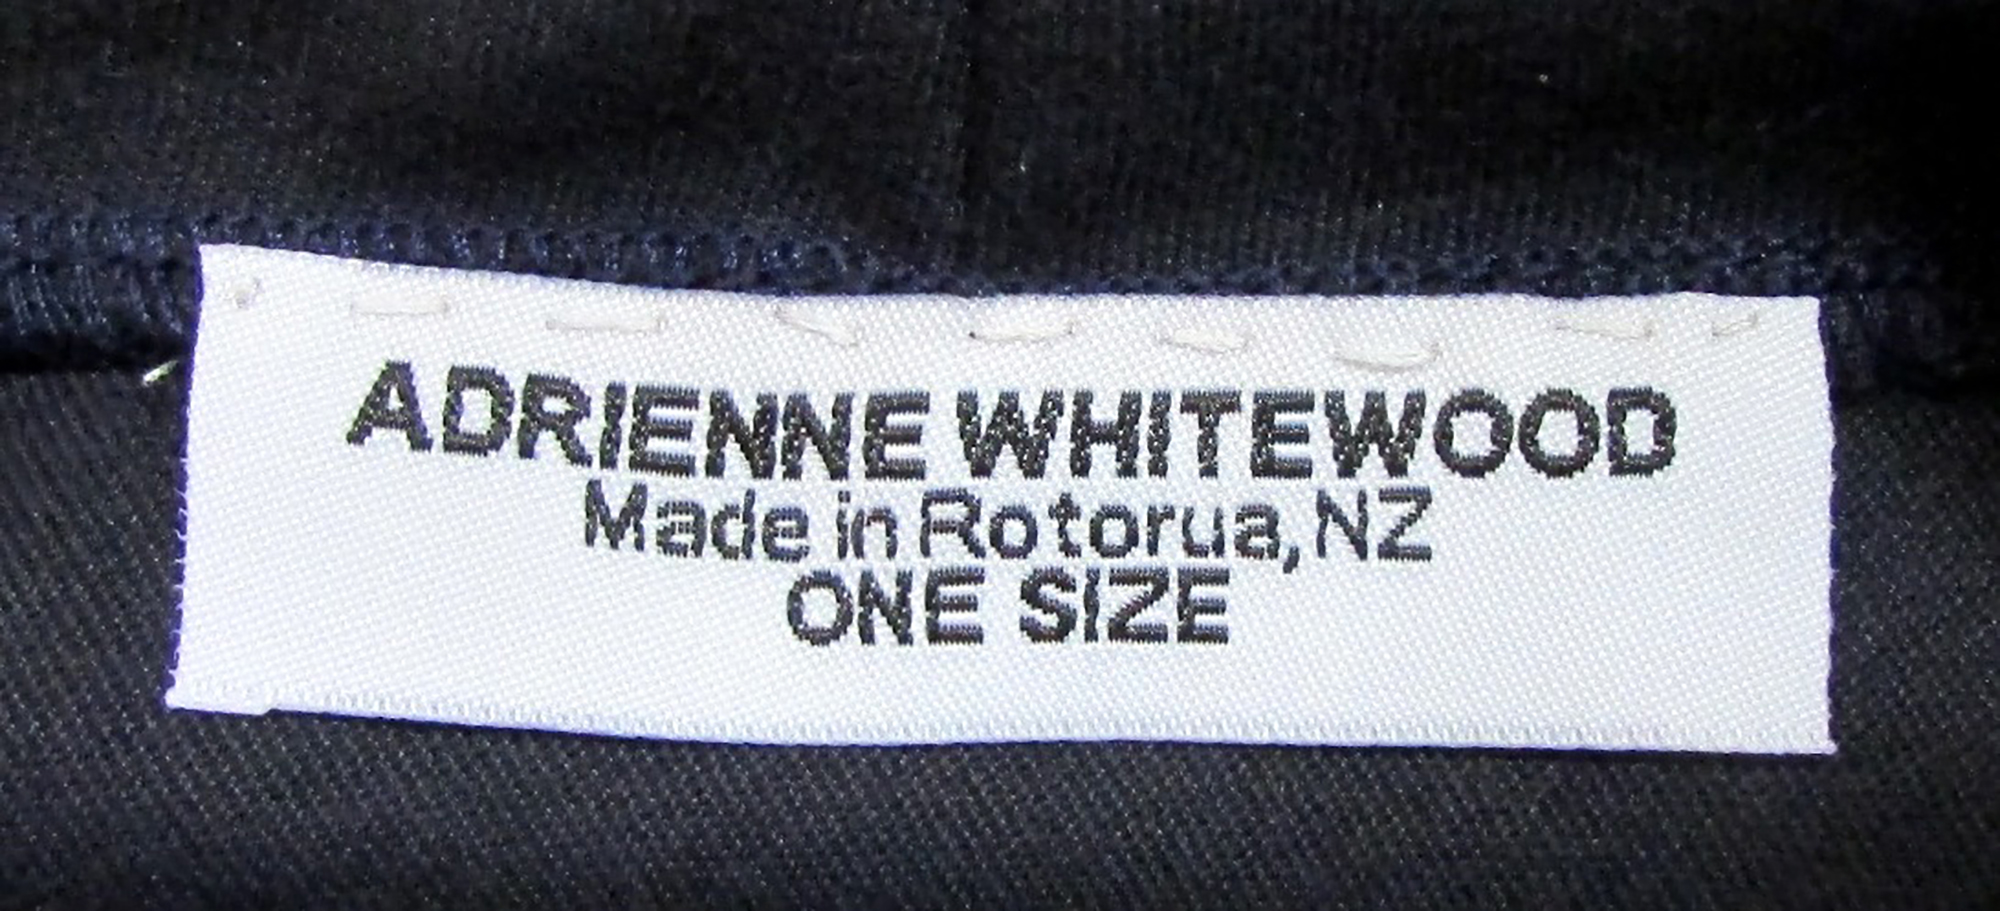 ADRIENNE WHITEWOOD
Made in Rotorua, NZ
ONE SIZE